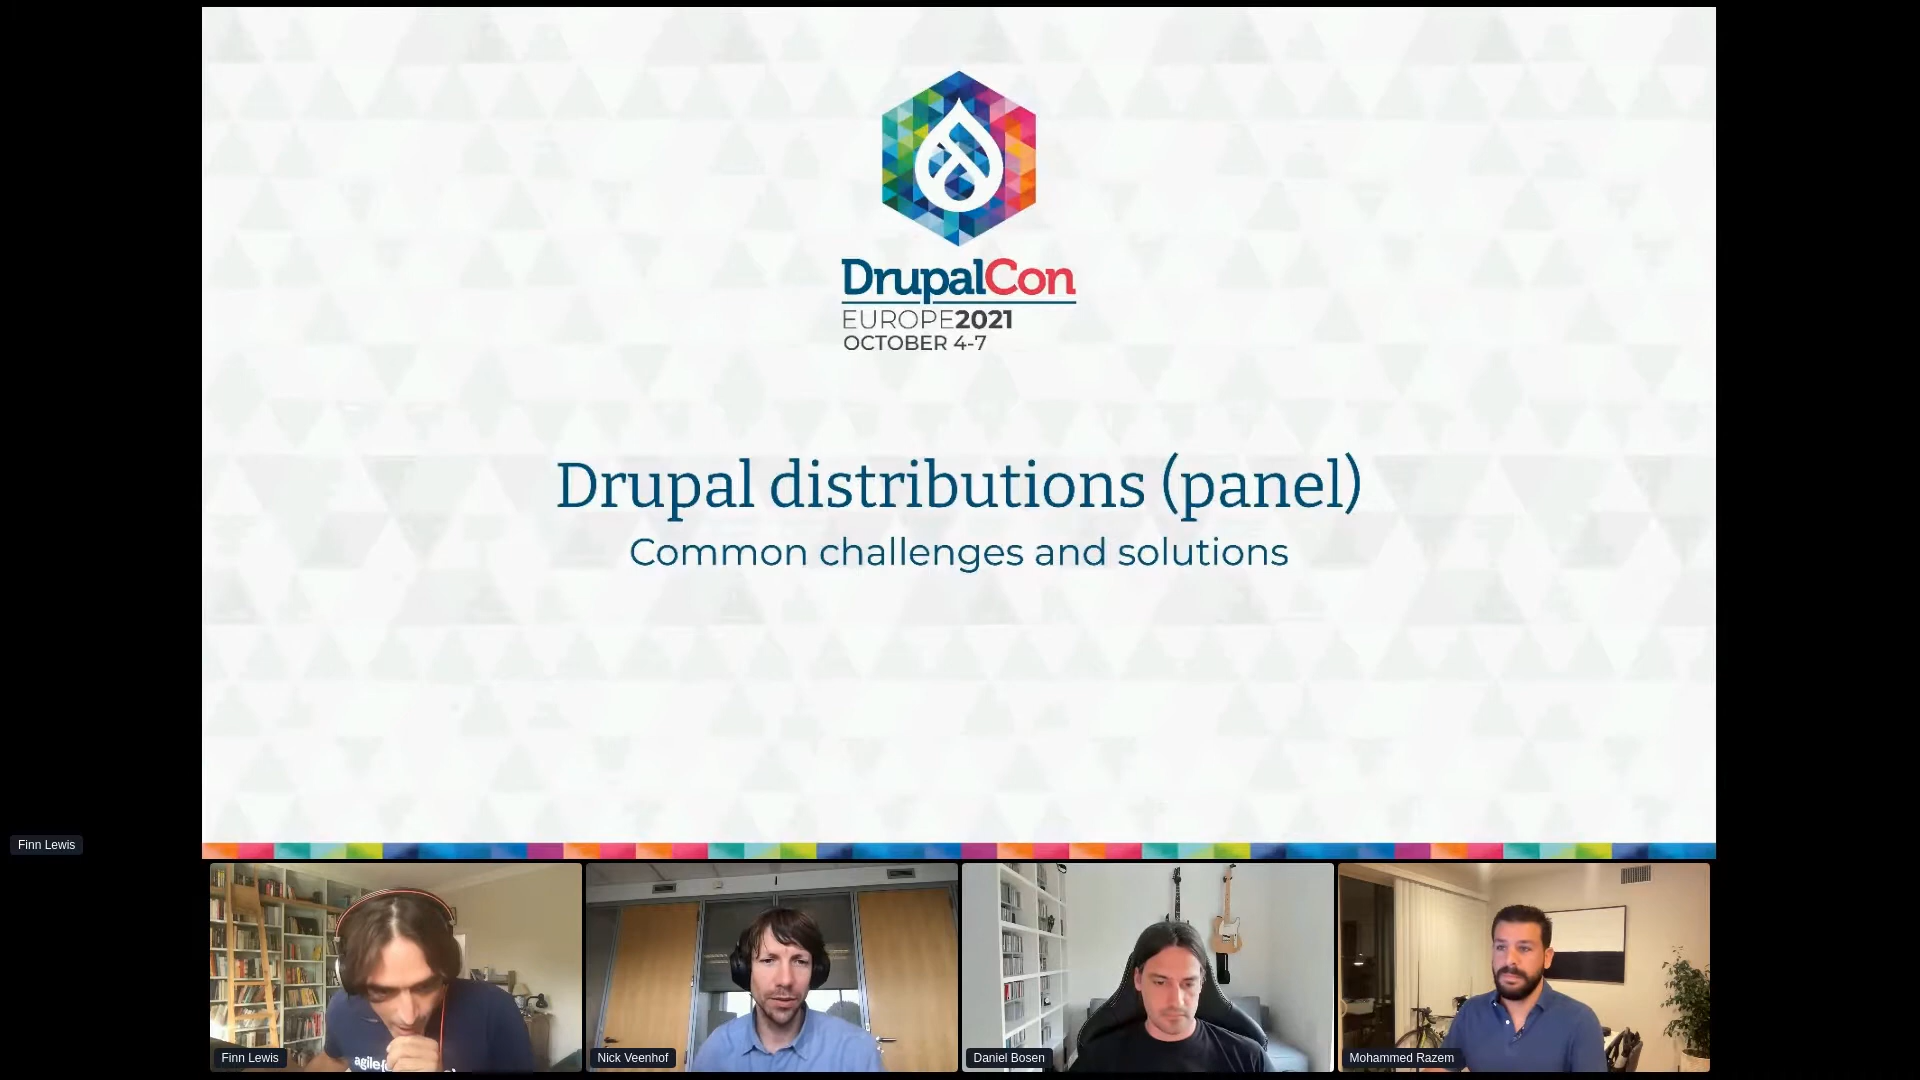 DrupalCon
EUROPE2021
OCTOBER 4-7
Drupal distributions (panel)
Common challenges and solutions
Finn Lewis
Finn Lewis
Nick Veenhof
Daniel Bosen
Mohammed Razem